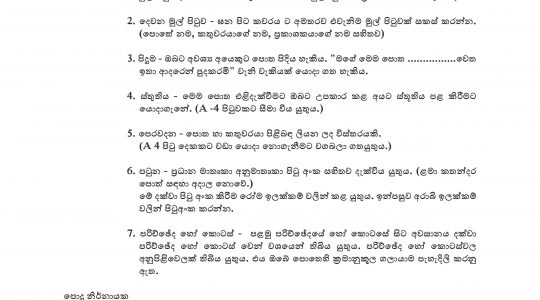 2. දෙවන මුල් පිටුව - ඝන පිට කවරය ට අමතරව එවැනිම මුල් පිටුවක් සකස් කරන්න.
(පොතේ නම, කතුවරයාගේ නම, ප්‍රකාශකයාගේ නම සහිතව)
3. පිදුම - ඔබට අවශ්‍ය අයෙකුට පොත පිදිය හැකිය. "මගේ මෙම පොත ................වෙත
ඉතා ආදරෙන් පුදකරමි" වැනි වැකියක් යොදා ගත හැකිය.
4. ස්තූතිය - මෙම පොත එළිදැක්වීමට ඔබට උපකාර කළ අයට ස්තූතිය පළ කිරීමට
යොදාගැනේ. (A -4 පිටුවකට සීමා විය යුතුය.)
5. පෙරවදන - පොත හා කතුවරයා පිළිබඳ ලියන ලද විස්තරයකි.
(A 4 පිටු දෙකකට වඩා යොදා නොගැනීමට වගබලා ගතයුතුය.)
6. පටුන - ප්‍රධාන මාතෘකා අනුමාතෘකා පිටු අංක සහිතව දැක්විය යුතුය. (ළමා කතන්දර
පොත් සඳහා අදාල නොවේ.)
මේ දක්වා පිටු අංක කිරීම රෝම ඉලක්කම් වලින් කළ යුතුය. ඉන්පසුව අරාබි ඉලක්කම්
වලින් පිටුඅංක කරන්න.
7. පරිච්ඡේද හෝ කොටස් - පළමු පරිච්ඡේදයේ හෝ කොටසේ සිට අවසානය දක්වා
පරිච්ඡේද හෝ කොටස් වෙන් වශයෙන් තිබිය යුතුය. පරිච්ඡේද හෝ කොටස්වල
අනුපිළිවෙලක් තිබිය යුතුය. එය ඔබේ පොතෙහි ක්‍රමානුකූල ගලායාම පැහැදිලි කරනු
ඇත.
පොදු නිර්නායක